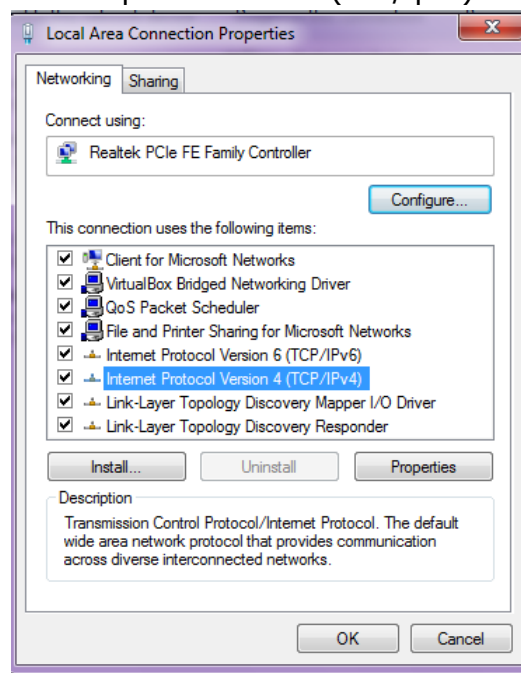 Local Area Connection Properties
Networking Sharing
Connect using:
Realtek PCIe FE Family Controller
Configure...
This connection uses the following items:
Client for Microsoft Networks
VirtualBox Bridged Networking Driver
QoS Packet Scheduler
File and Printer Sharing for Microsoft Networks
Internet Protocol Version 6 (TCP/IPv6)
Internet Protocol Version 4 (TCP/IPv4)
Link-Layer Topology Discovery Mapper I/O Driver
Link-Layer Topology Discovery Responder
Install... Uninstall Properties
Description
Transmission Control Protocol/Internet Protocol. The default
wide area network protocol that provides communication
across diverse interconnected networks.
OK Cancel